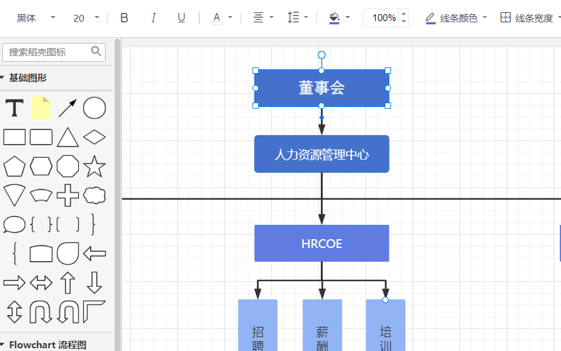 黑体 20 B I U A 100% 线条颜色 线条宽度
搜索稻壳图标
基础图形
T
董事会
人力资源管理中心
HRCOE
招聘
薪酬
培训
Flowchart 流程图